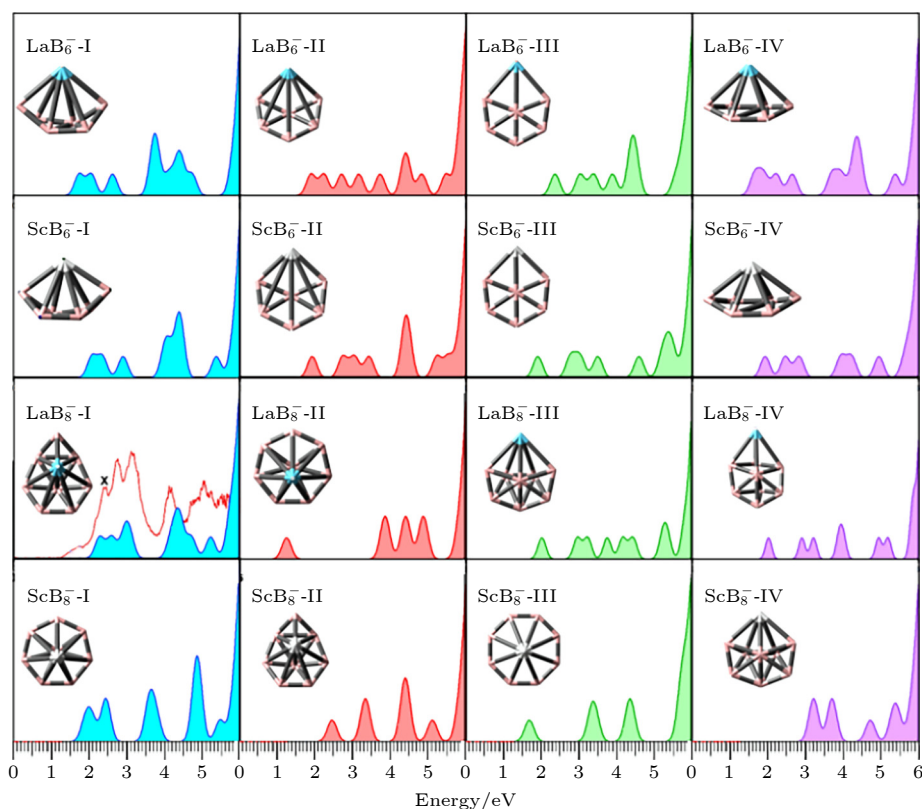 LaB₆⁻-I LaB₆⁻-II LaB₆⁻-III LaB₆⁻-IV
ScB₆⁻-I ScB₆⁻-II ScB₆⁻-III ScB₆⁻-IV
LaB₈⁻-I LaB₈⁻-II LaB₈⁻-III LaB₈⁻-IV
x
ScB₈⁻-I ScB₈⁻-II ScB₈⁻-III ScB₈⁻-IV
0 1 2 3 4 5 0 1 2 3 4 5 0 1 2 3 4 5 0 1 2 3 4 5 6
Energy/eV